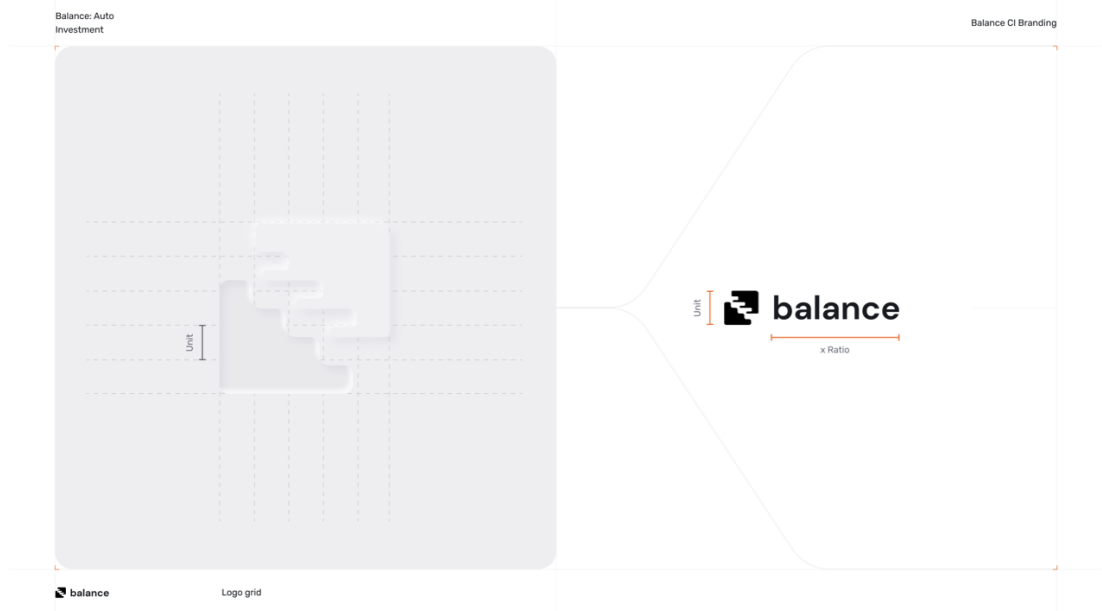 Balance: Auto
Investment
Balance CI Branding
Unit
Unit
balance
x Ratio
balance
Logo grid